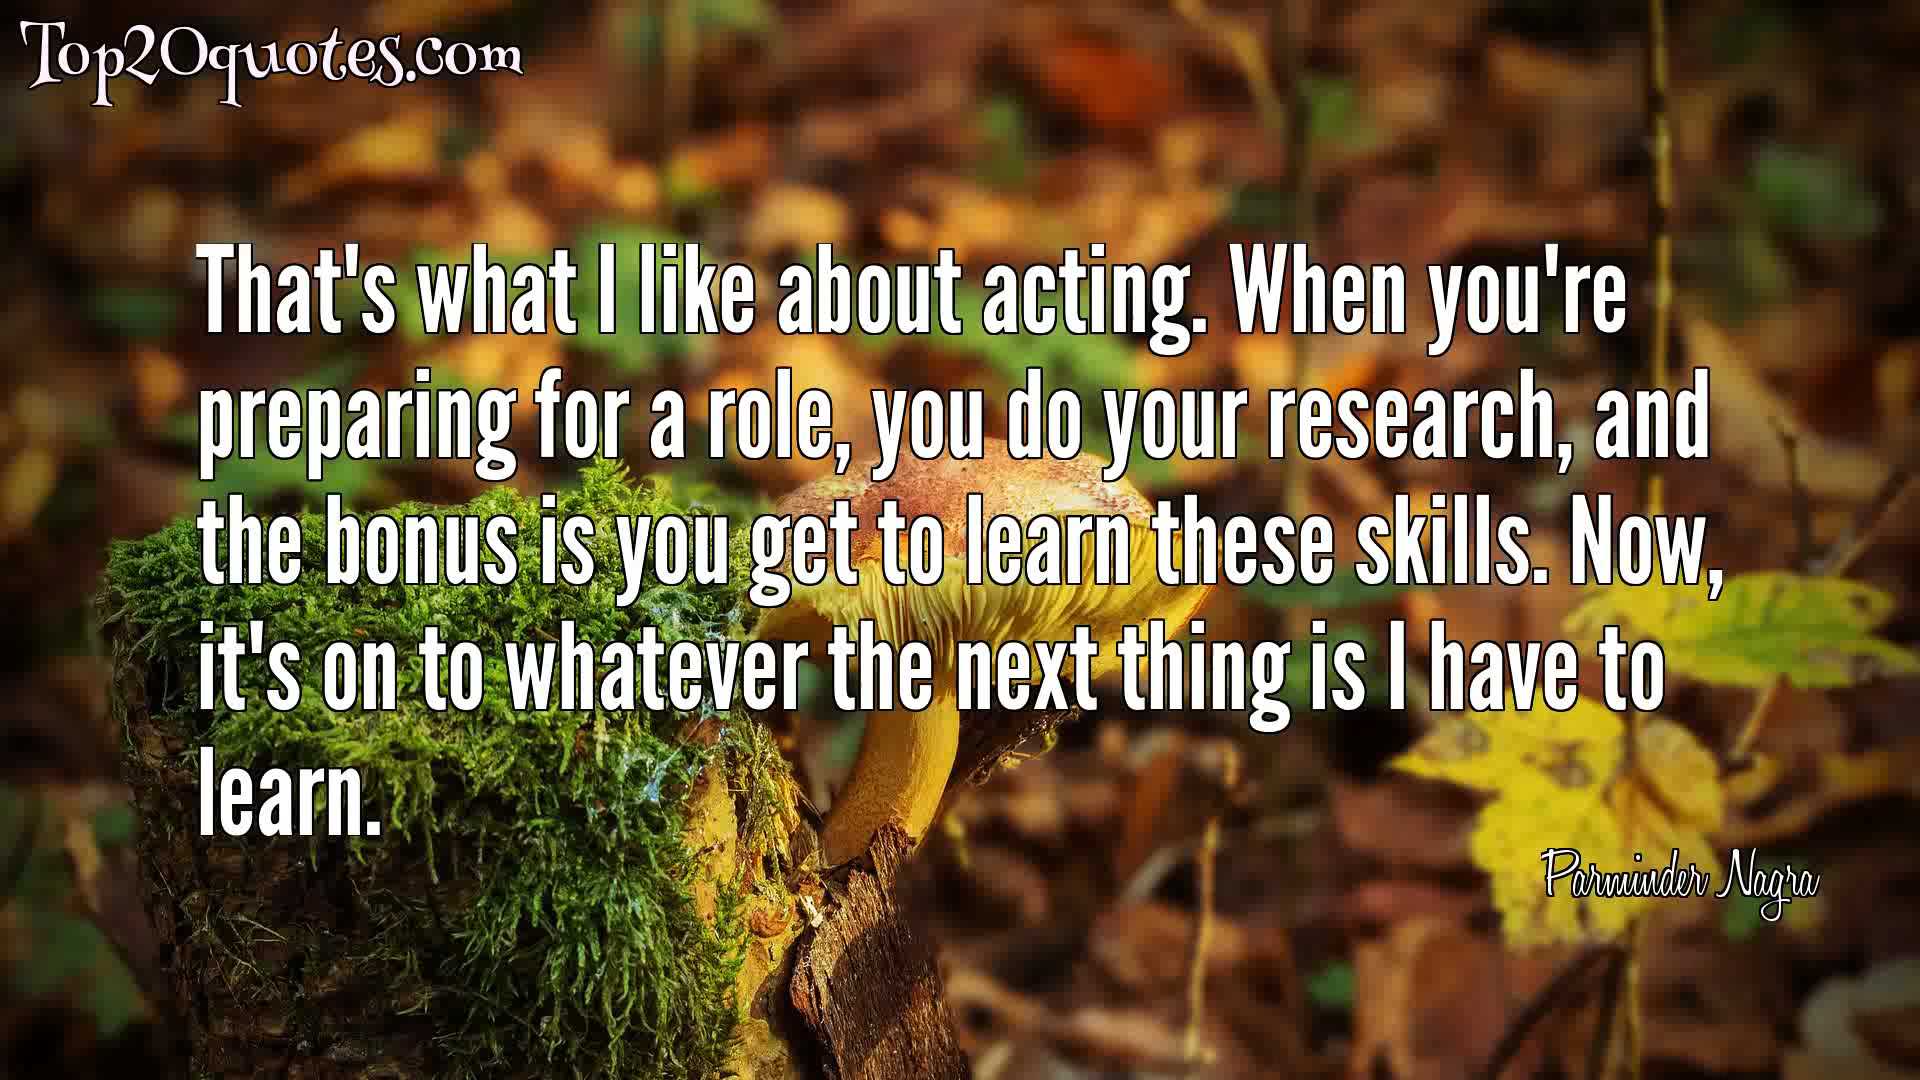 Top20quotes.com
That's what I like about acting. When you're
preparing for a role, you do your research, and
the bonus is you get to learn these skills. Now,
it's on to whatever the next thing is I have to
learn.
Parminder Nagra